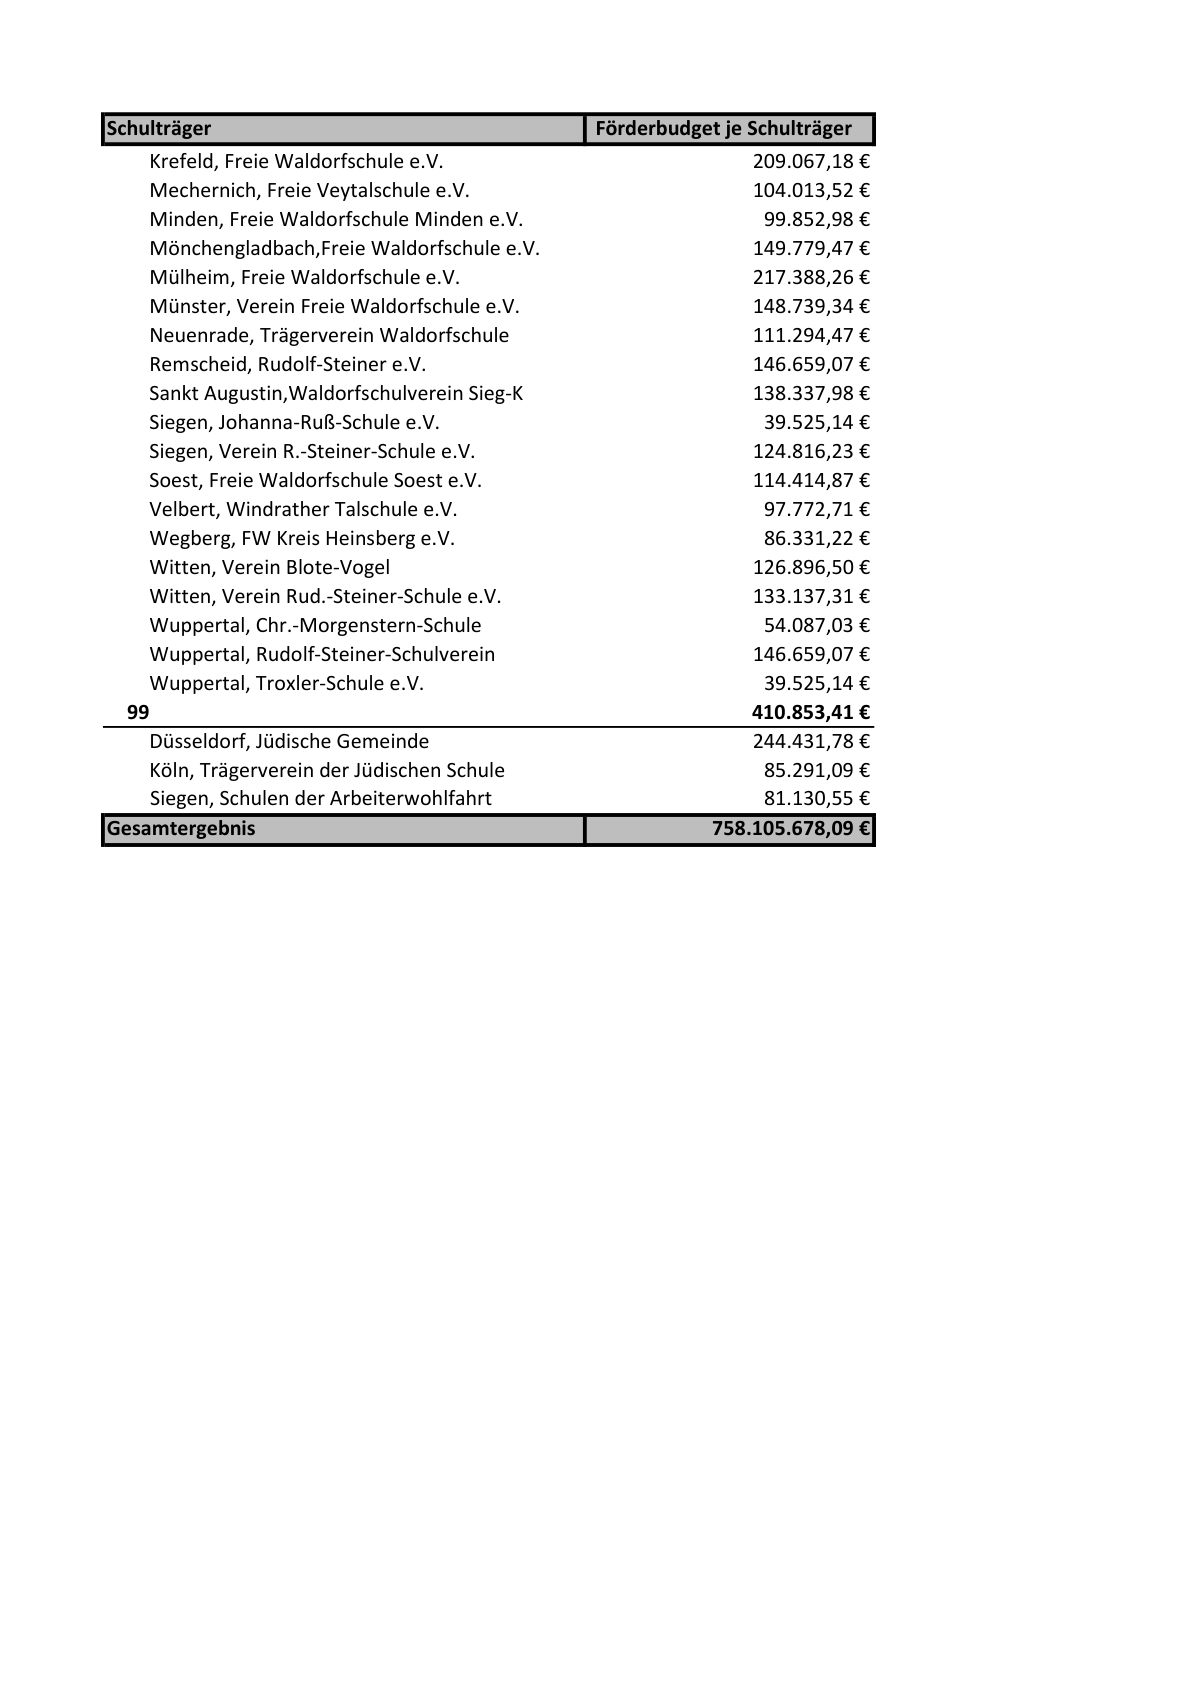 Schulträger Förderbudget je Schulträger
Krefeld, Freie Waldorfschule e.V. 209.067,18 €
Mechernich, Freie Veytalschule e.V. 104.013,52 €
Minden, Freie Waldorfschule Minden e.V. 99.852,98 €
Mönchengladbach,Freie Waldorfschule e.V. 149.779,47 €
Mülheim, Freie Waldorfschule e.V. 217.388,26 €
Münster, Verein Freie Waldorfschule e.V. 148.739,34 €
Neuenrade, Trägerverein Waldorfschule 111.294,47 €
Remscheid, Rudolf-Steiner e.V. 146.659,07 €
Sankt Augustin,Waldorfschulverein Sieg-K 138.337,98 €
Siegen, Johanna-Ruß-Schule e.V. 39.525,14 €
Siegen, Verein R.-Steiner-Schule e.V. 124.816,23 €
Soest, Freie Waldorfschule Soest e.V. 114.414,87 €
Velbert, Windrather Talschule e.V. 97.772,71 €
Wegberg, FW Kreis Heinsberg e.V. 86.331,22 €
Witten, Verein Blote-Vogel 126.896,50 €
Witten, Verein Rud.-Steiner-Schule e.V. 133.137,31 €
Wuppertal, Chr.-Morgenstern-Schule 54.087,03 €
Wuppertal, Rudolf-Steiner-Schulverein 146.659,07 €
Wuppertal, Troxler-Schule e.V. 39.525,14 €
99 410.853,41 €
Düsseldorf, Jüdische Gemeinde 244.431,78 €
Köln, Trägerverein der Jüdischen Schule 85.291,09 €
Siegen, Schulen der Arbeiterwohlfahrt 81.130,55 €
Gesamtergebnis 758.105.678,09 €